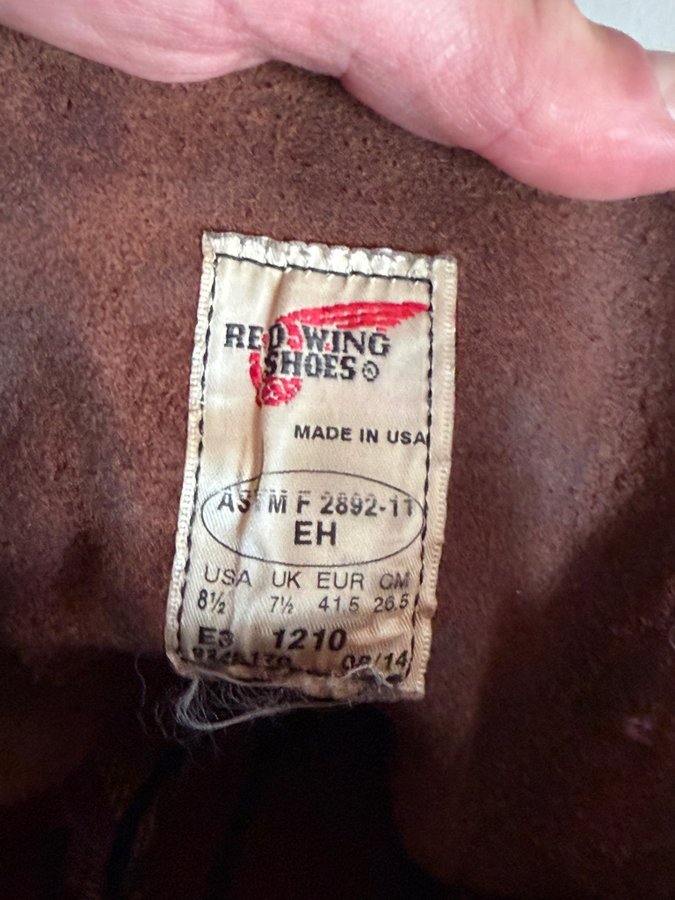 RED WING
SHOES®
MADE IN USA
ASTM F 2892-11
EH
USA UK EUR CM
8½ 7½ 41.5 26.5
E3 1210
/14